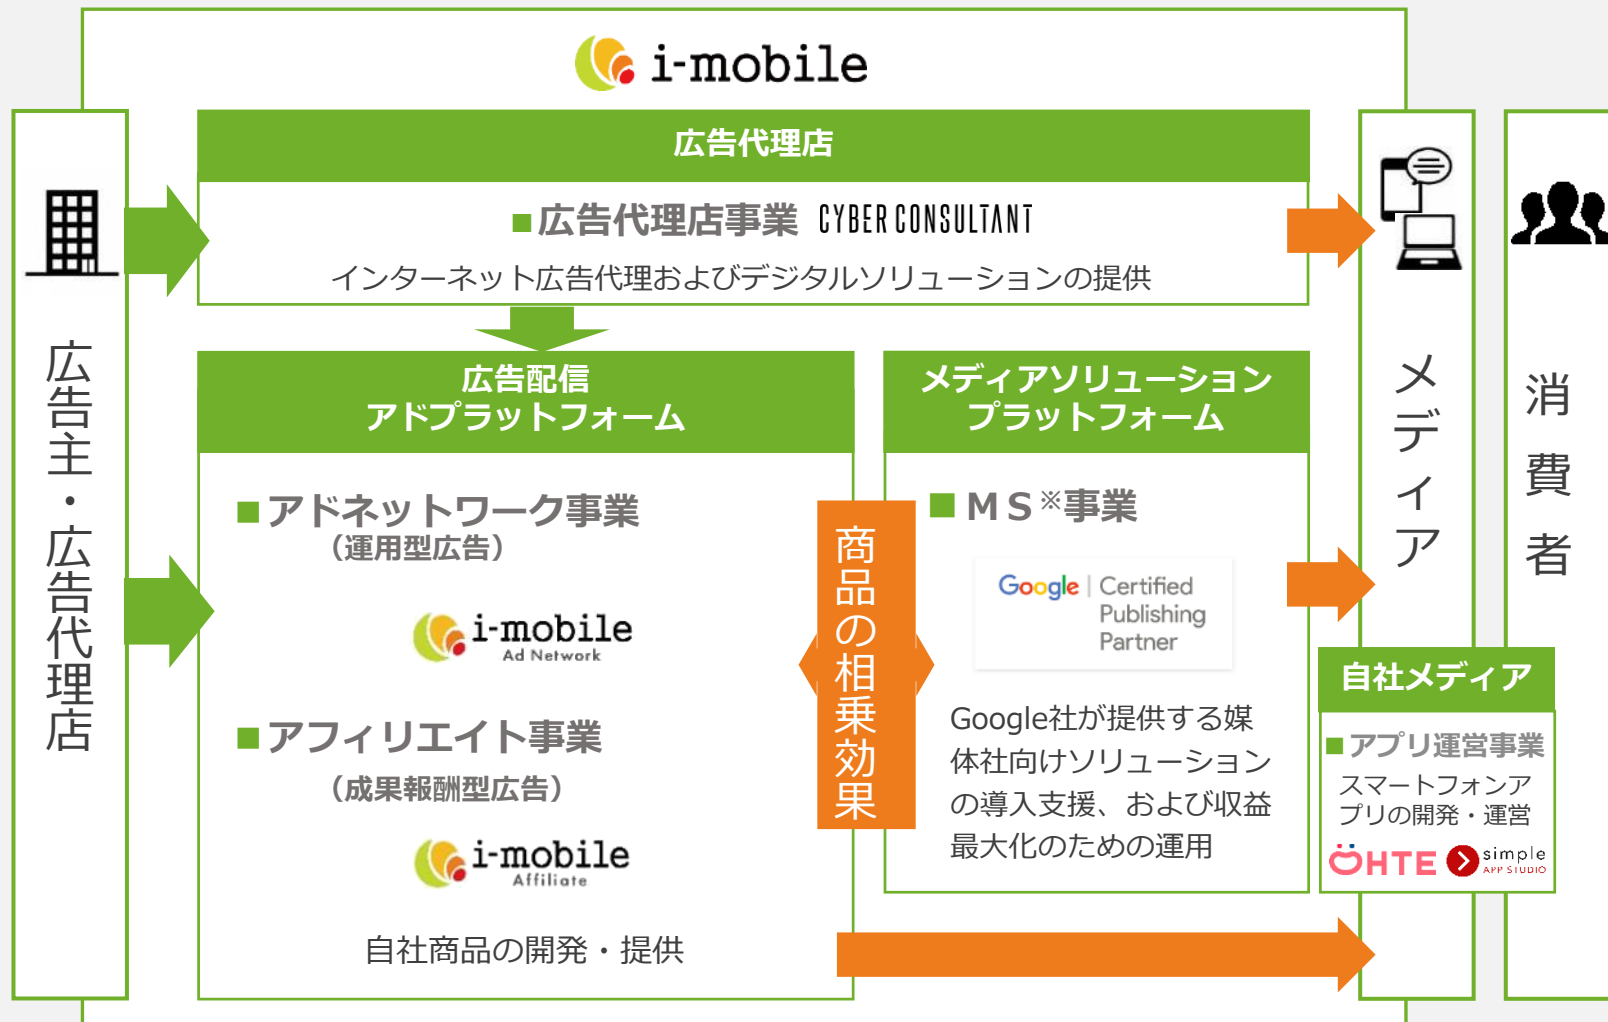 i-mobile
広告代理店
■広告代理店事業 CYBER CONSULTANT
インターネット広告代理およびデジタルソリューションの提供
広告主・広告代理店
広告配信
アドプラットフォーム
■アドネットワーク事業
（運用型広告）
i-mobile
Ad Network
■アフィリエイト事業
（成果報酬型広告）
i-mobile
Affiliate
自社商品の開発・提供
商品の相乗効果
メディアソリューション
プラットフォーム
■ＭＳ※事業
Google | Certified
Publishing
Partner
Google社が提供する媒
体社向けソリューション
の導入支援、および収益
最大化のための運用
メディア
自社メディア
■アプリ運営事業
スマートフォンア
プリの開発・運営
OHTE
simple
APP STUDIO
消費者